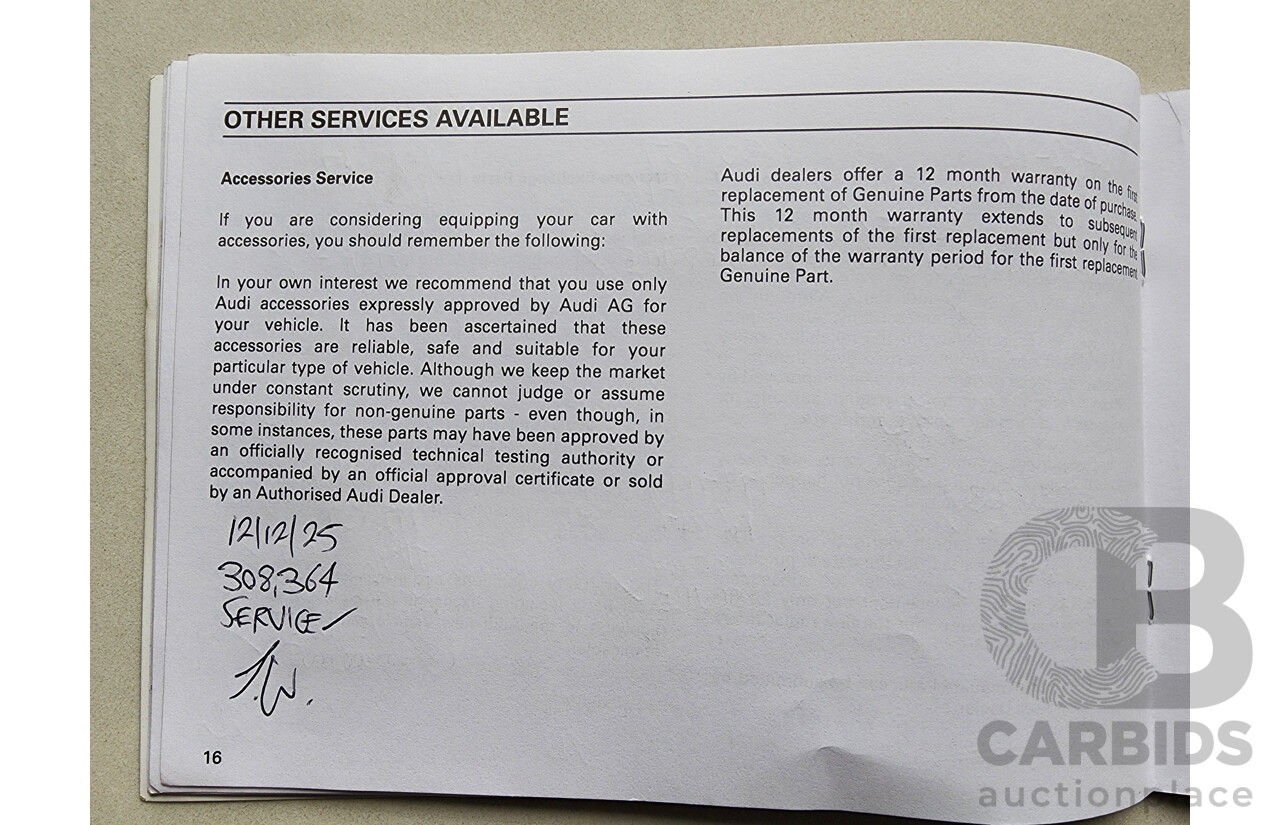 OTHER SERVICES AVAILABLE
Accessories Service
If you are considering equipping your car with
accessories, you should remember the following:
In your own interest we recommend that you use only
Audi accessories expressly approved by Audi AG for
your vehicle. It has been ascertained that these
accessories are reliable, safe and suitable for your
particular type of vehicle. Although we keep the market
under constant scrutiny, we cannot judge or assume
responsibility for non-genuine parts - even though, in
some instances, these parts may have been approved by
an officially recognised technical testing authority or
accompanied by an official approval certificate or sold
by an Authorised Audi Dealer.
12/12/25
308,364
SERVICE ✓
J.W.
16
Audi dealers offer a 12 month warranty on the first
replacement of Genuine Parts from the date of purchase.
This 12 month warranty extends to subsequent
replacements of the first replacement but only for the
balance of the warranty period for the first replacement
Genuine Part.
CB
CARBIDS
auctionplace